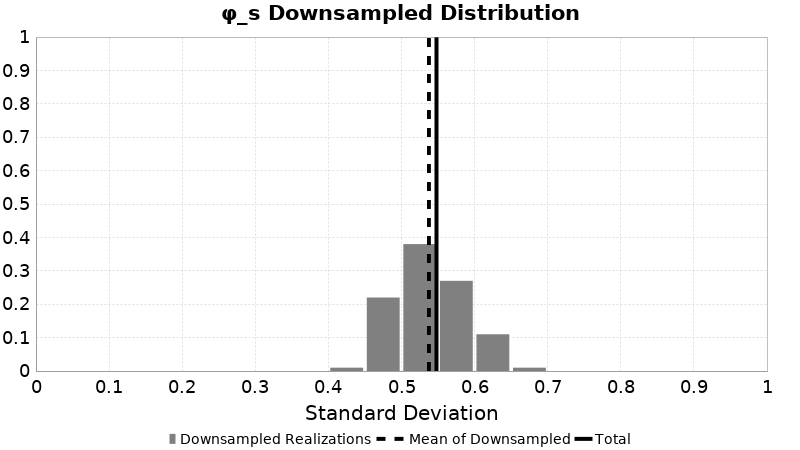 φ_s Downsampled Distribution
1
0.9
0.8
0.7
0.6
0.5
0.4
0.3
0.2
0.1
0
0 0.1 0.2 0.3 0.4 0.5 0.6 0.7 0.8 0.9 1
Standard Deviation
Downsampled Realizations Mean of Downsampled Total